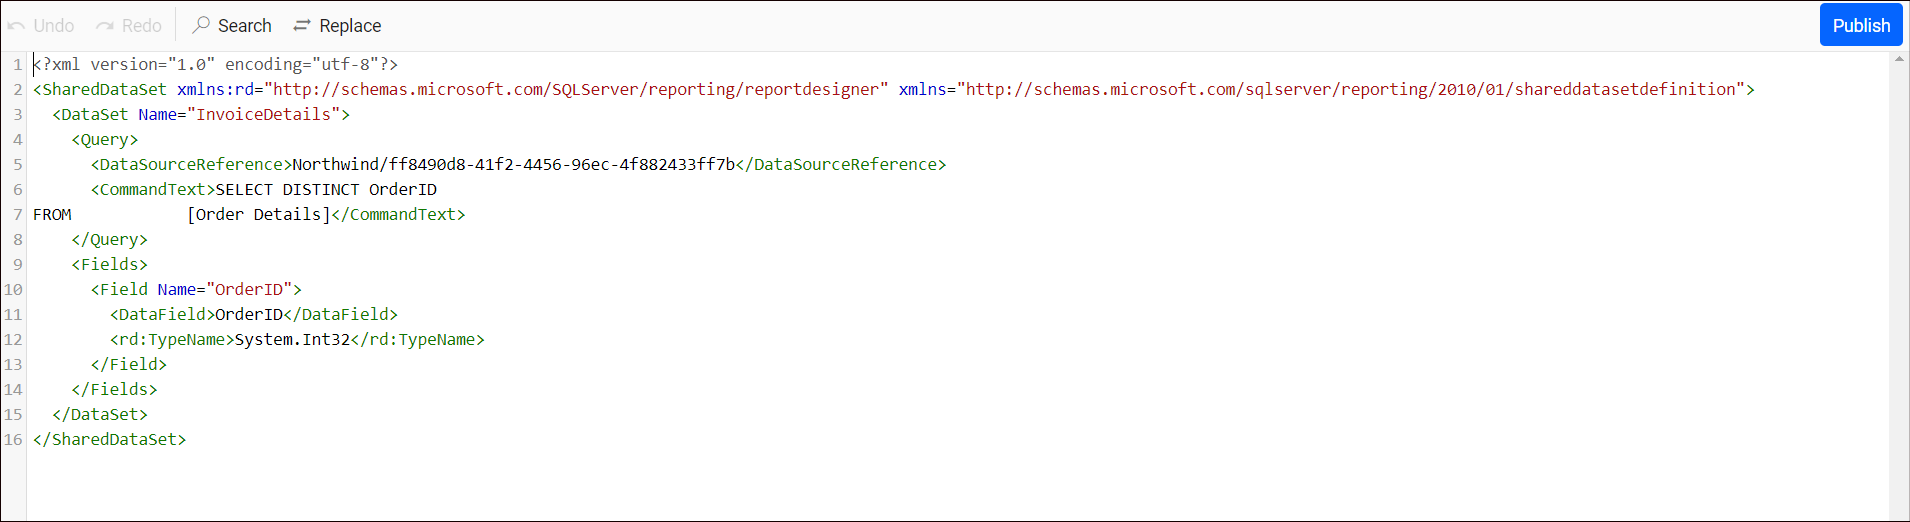 Undo Redo Search Replace Publish
1 <?xml version="1.0" encoding="utf-8"?>
2 <SharedDataSet xmlns:rd="http://schemas.microsoft.com/SQLServer/reporting/reportdesigner" xmlns="http://schemas.microsoft.com/sqlserver/reporting/2010/01/shareddatasetdefinition">
3   <DataSet Name="InvoiceDetails">
4     <Query>
5       <DataSourceReference>Northwind/ff8490d8-41f2-4456-96ec-4f882433ff7b</DataSourceReference>
6       <CommandText>SELECT DISTINCT OrderID
7 FROM            [Order Details]</CommandText>
8     </Query>
9     <Fields>
10       <Field Name="OrderID">
11         <DataField>OrderID</DataField>
12         <rd:TypeName>System.Int32</rd:TypeName>
13       </Field>
14     </Fields>
15   </DataSet>
16 </SharedDataSet>